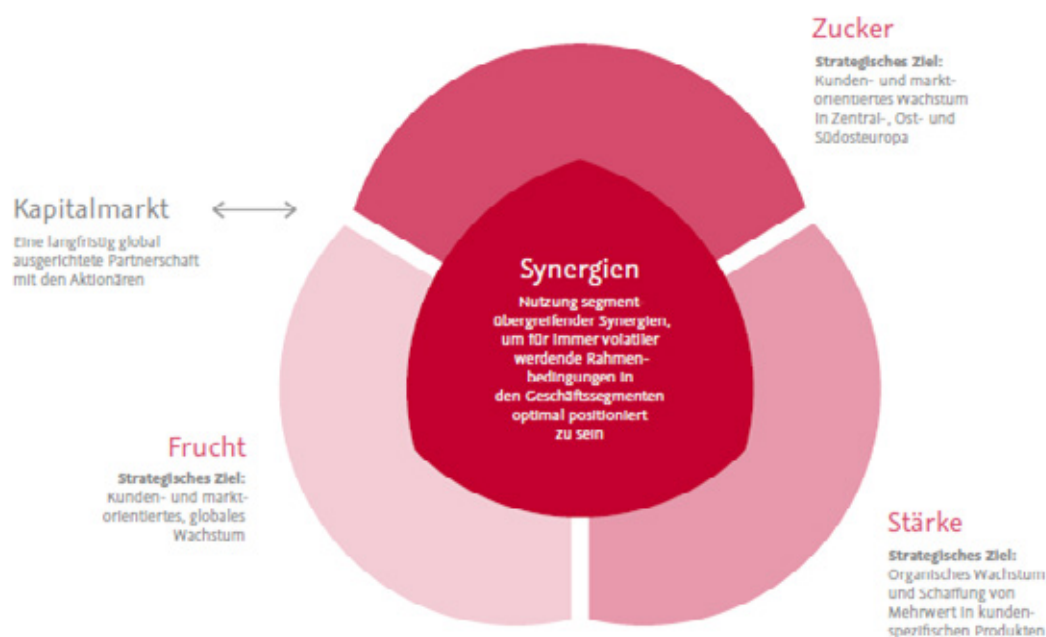 Zucker
Strategisches Ziel:
Kunden- und markt-
orientiertes Wachstum
in Zentral-, Ost- und
Südosteuropa
Kapitalmarkt
Eine langfristig global
ausgerichtete Partnerschaft
mit den Aktionären
Synergien
Nutzung segment
übergreifender Synergien,
um für immer volatiler
werdende Rahmen-
bedingungen in
den Geschäftssegmenten
optimal positioniert
zu sein
Frucht
Strategisches Ziel:
Kunden- und markt-
orientiertes, globales
Wachstum
Stärke
Strategisches Ziel:
Organisches Wachstum
und Schaffung von
Mehrwert in kunden-
spezifischen Produkten